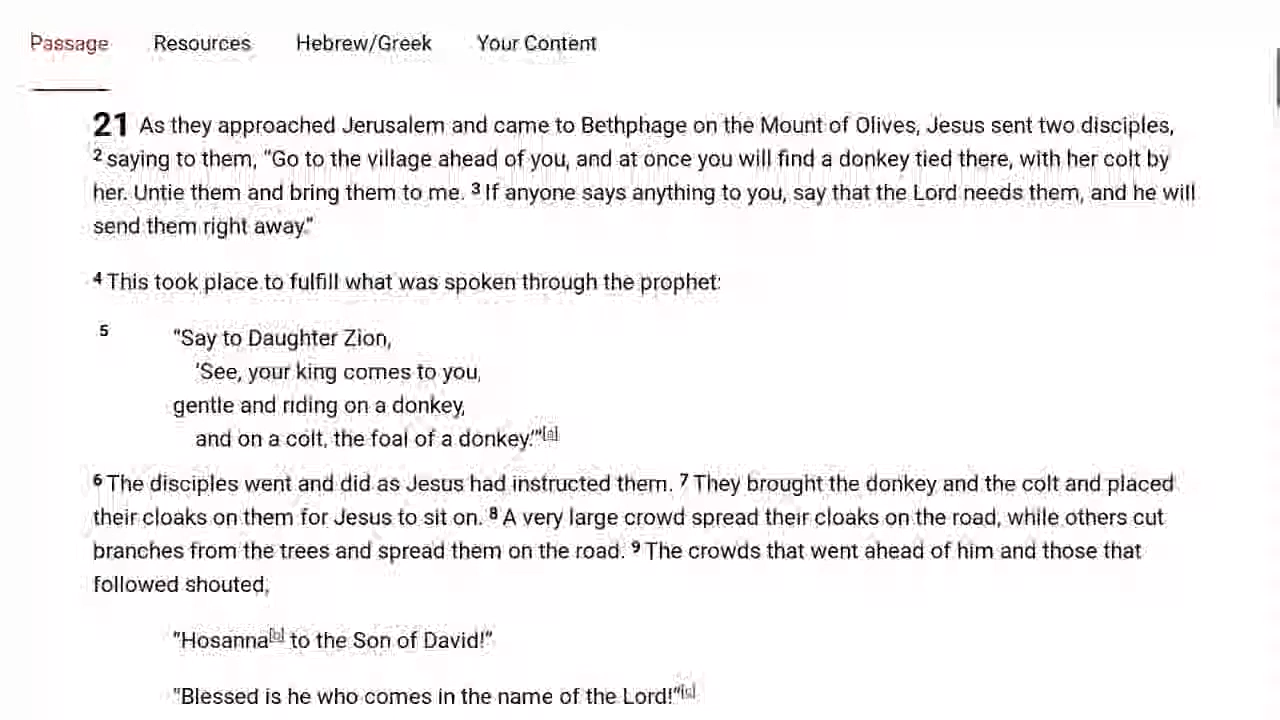 Passage Resources Hebrew/Greek Your Content
21 As they approached Jerusalem and came to Bethphage on the Mount of Olives, Jesus sent two disciples,
2 saying to them, "Go to the village ahead of you, and at once you will find a donkey tied there, with her colt by
her. Untie them and bring them to me. 3 If anyone says anything to you, say that the Lord needs them, and he will
send them right away."
4 This took place to fulfill what was spoken through the prophet:
5 "Say to Daughter Zion,
'See, your king comes to you,
gentle and riding on a donkey,
and on a colt, the foal of a donkey.'"[a]
6 The disciples went and did as Jesus had instructed them. 7 They brought the donkey and the colt and placed
their cloaks on them for Jesus to sit on. 8 A very large crowd spread their cloaks on the road, while others cut
branches from the trees and spread them on the road. 9 The crowds that went ahead of him and those that
followed shouted,
"Hosanna[b] to the Son of David!"
"Blessed is he who comes in the name of the Lord!"[c]